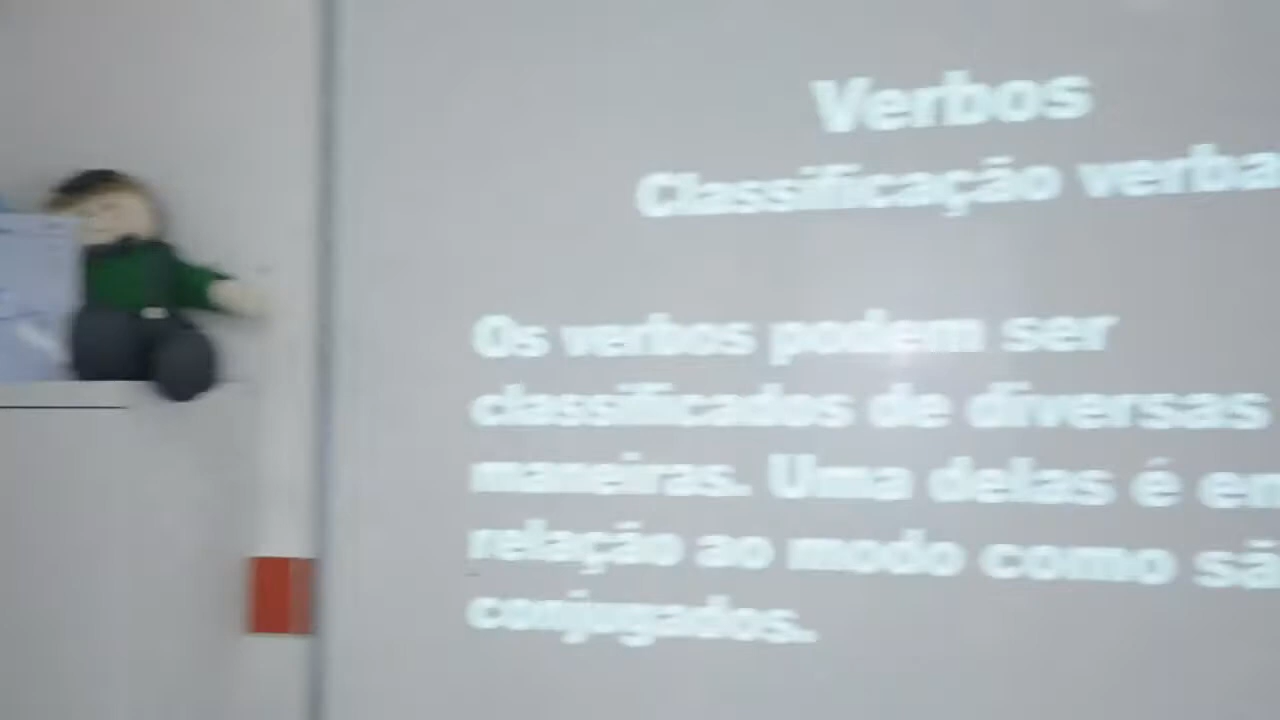 Verbos
Classificação verba
Os verbos podem ser
classificados de diversas
maneiras. Uma delas é em
relação ao modo como sã
conjugados.